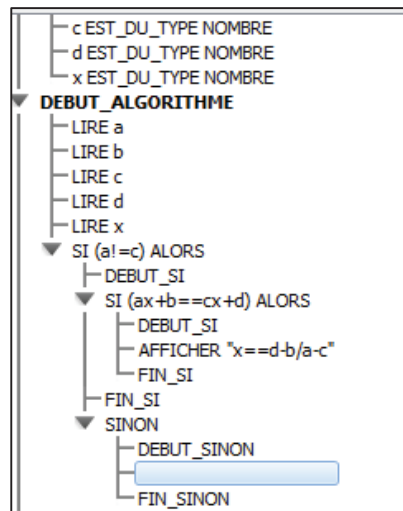 c EST_DU_TYPE NOMBRE
d EST_DU_TYPE NOMBRE
x EST_DU_TYPE NOMBRE
DEBUT_ALGORITHME
LIRE a
LIRE b
LIRE c
LIRE d
LIRE x
SI (a!=c) ALORS
DEBUT_SI
SI (ax+b==cx+d) ALORS
DEBUT_SI
AFFICHER "x==d-b/a-c"
FIN_SI
FIN_SI
SINON
DEBUT_SINON
FIN_SINON